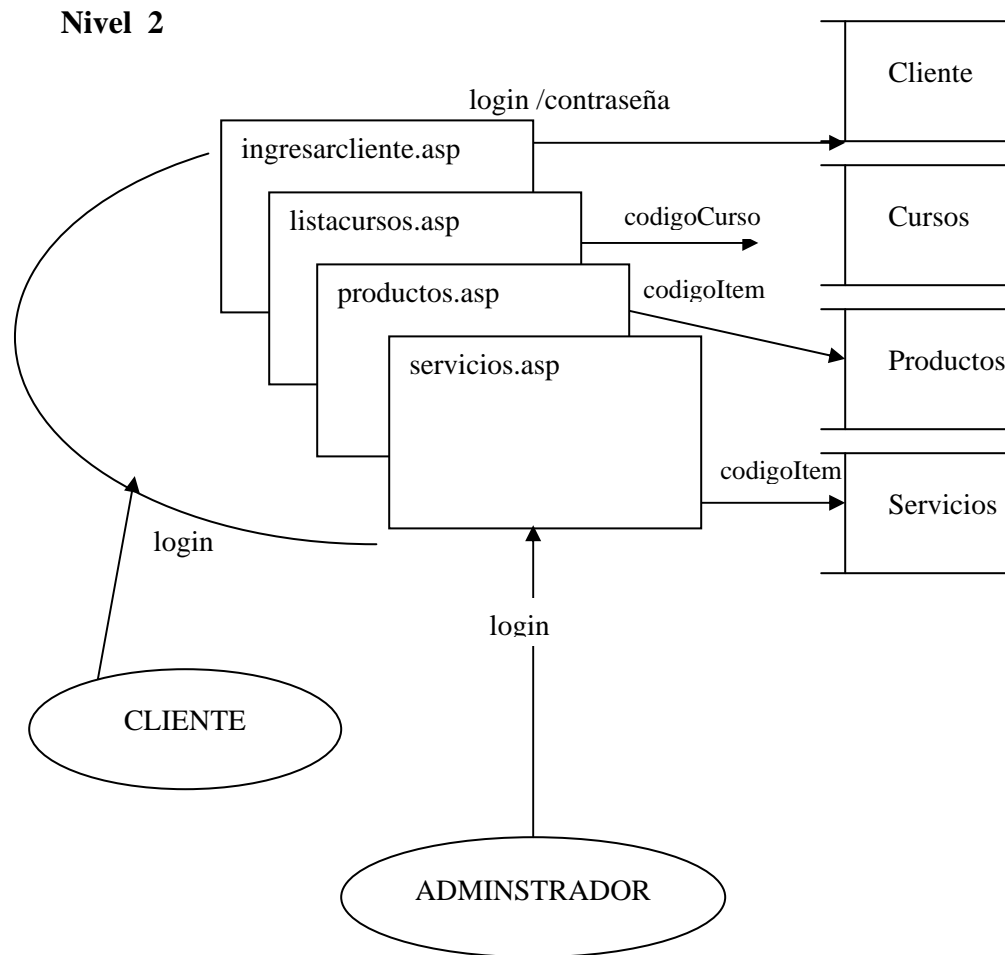 Nivel 2
Cliente
login /contraseña
ingresarcliente.asp
listacursos.asp
codigoCurso
Cursos
productos.asp
codigoItem
Productos
servicios.asp
codigoItem
Servicios
login
login
CLIENTE
ADMINSTRADOR